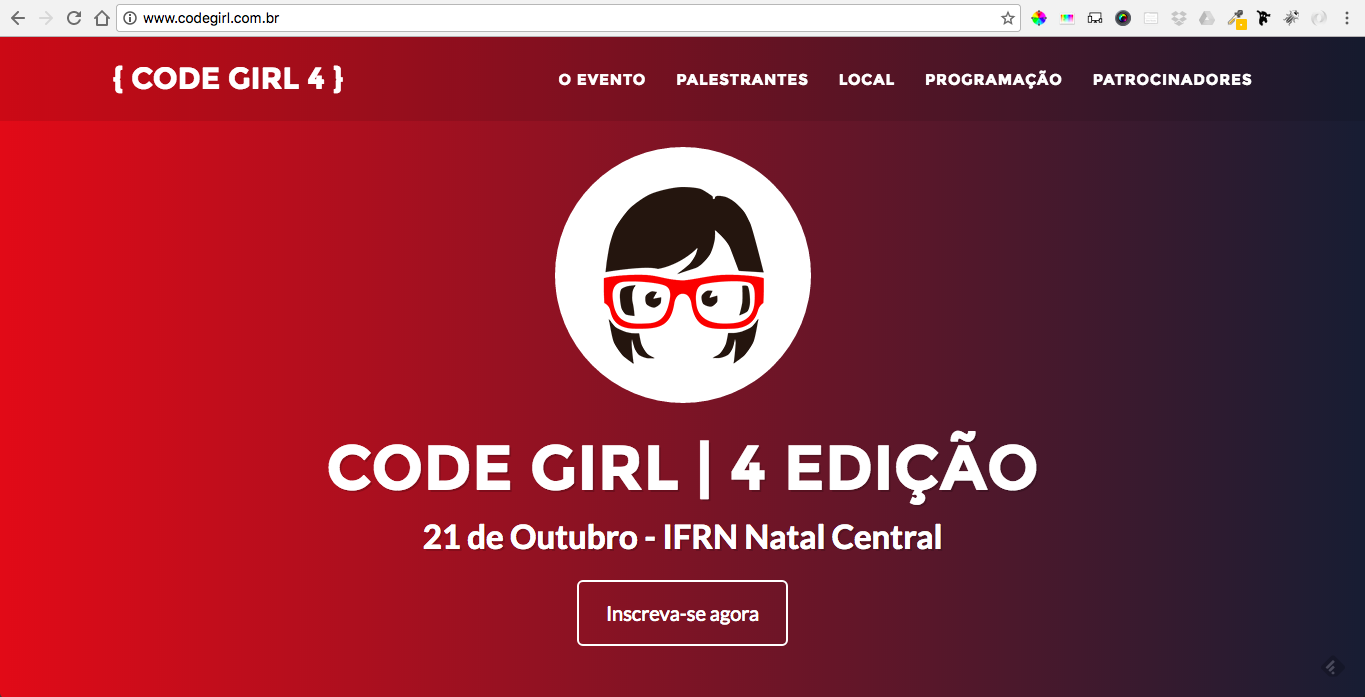 www.codegirl.com.br
{ CODE GIRL 4 }
O EVENTO PALESTRANTES LOCAL PROGRAMAÇÃO PATROCINADORES
CODE GIRL | 4 EDIÇÃO
21 de Outubro - IFRN Natal Central
Inscreva-se agora